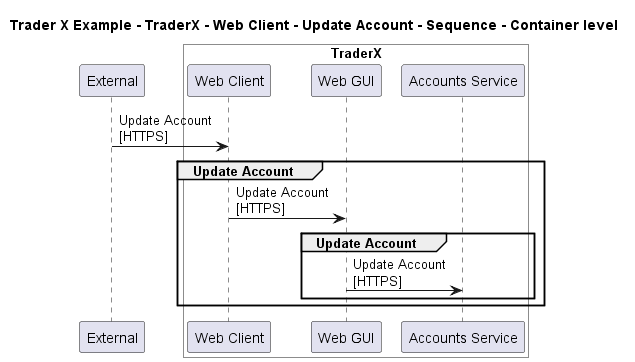 Trader X Example - TraderX - Web Client - Update Account - Sequence - Container level
TraderX
External Web Client Web GUI Accounts Service
Update Account
[HTTPS]
Update Account
Update Account
[HTTPS]
Update Account
Update Account
[HTTPS]
External Web Client Web GUI Accounts Service